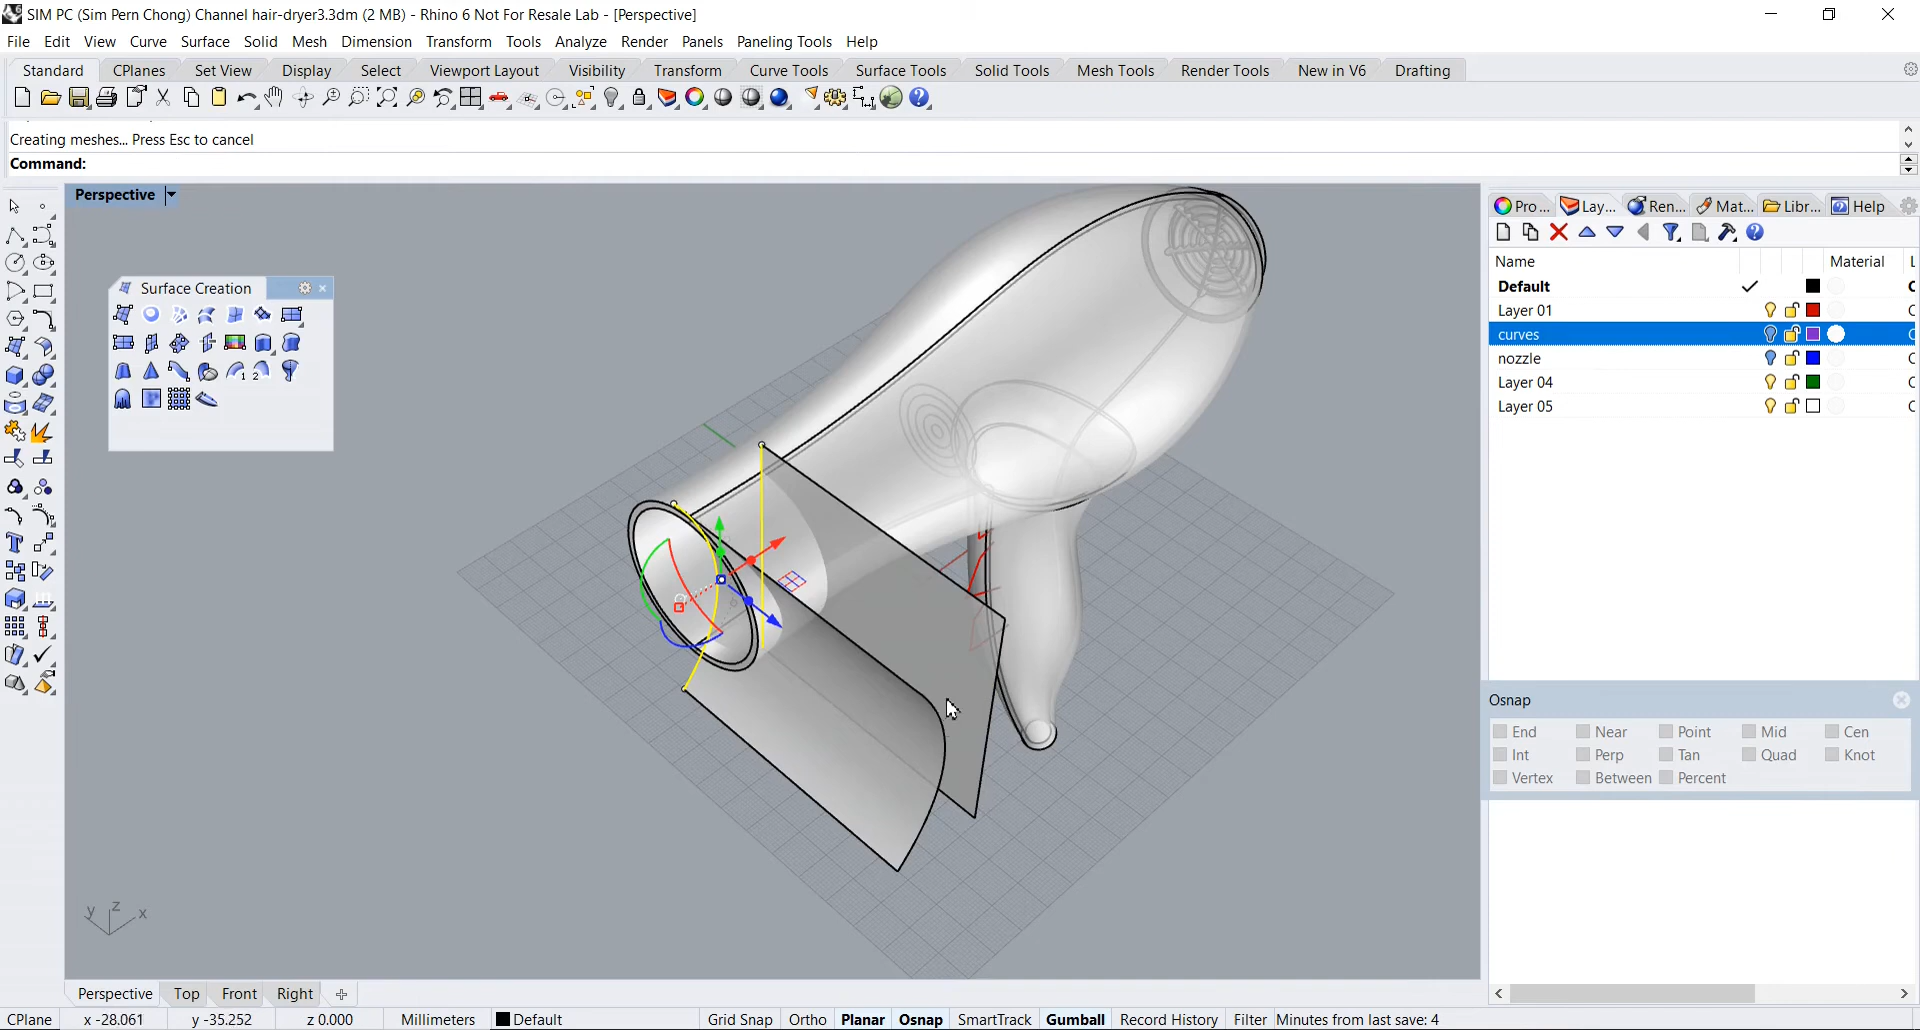 SIM PC (Sim Pern Chong) Channel hair-dryer3.3dm (2 MB) - Rhino 6 Not For Resale Lab - [Perspective]
File Edit View Curve Surface Solid Mesh Dimension Transform Tools Analyze Render Panels Paneling Tools Help
Standard CPlanes Set View Display Select Viewport Layout Visibility Transform Curve Tools Surface Tools Solid Tools Mesh Tools Render Tools New in V6 Drafting
Creating meshes... Press Esc to cancel
Command:
Perspective
Surface Creation
1 2
y z x
Pro... Lay... Ren... Mat... Libr... Help
Name Material L
Default
Layer 01
curves
nozzle
Layer 04
Layer 05
Osnap
End Near Point Mid Cen
Int Perp Tan Quad Knot
Vertex Between Percent
Perspective Top Front Right
CPlane x -28.061 y -35.252 z 0.000 Millimeters Default Grid Snap Ortho Planar Osnap SmartTrack Gumball Record History Filter Minutes from last save: 4